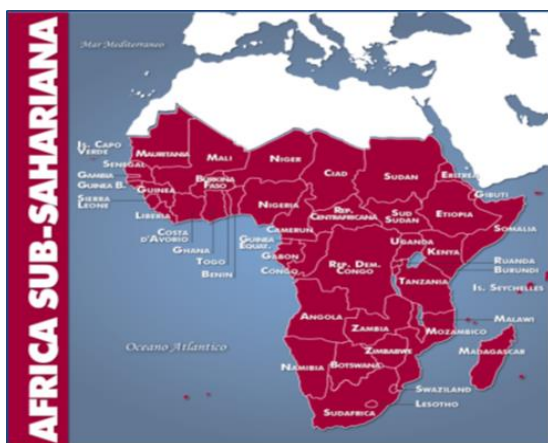 AFRICA SUB-SAHARIANA
Mar Mediterraneo
IS. CAPO
VERDE
MAURITANIA
MALI
NIGER
CIAD
SUDAN
ERITREA
SENEGAL
GAMBIA
GUINEA B.
GUINEA
BURKINA
FASO
GIBUTI
SIERRA
LEONE
NIGERIA
REP.
CENTRAFRICANA
SUD
SUDAN
ETIOPIA
LIBERIA
COSTA
D'AVORIO
CAMERUN
SOMALIA
GHANA
GUINEA
EQUAT.
UGANDA
KENYA
TOGO
GABON
RUANDA
BENIN
CONGO
REP. DEM.
CONGO
BURUNDI
TANZANIA
IS. SEYCHELLES
ANGOLA
MALAWI
ZAMBIA
MOZAMBICO
Oceano Atlantico
ZIMBABWE
MADAGASCAR
NAMIBIA
BOTSWANA
SWAZILAND
SUDAFRICA
LESOTHO